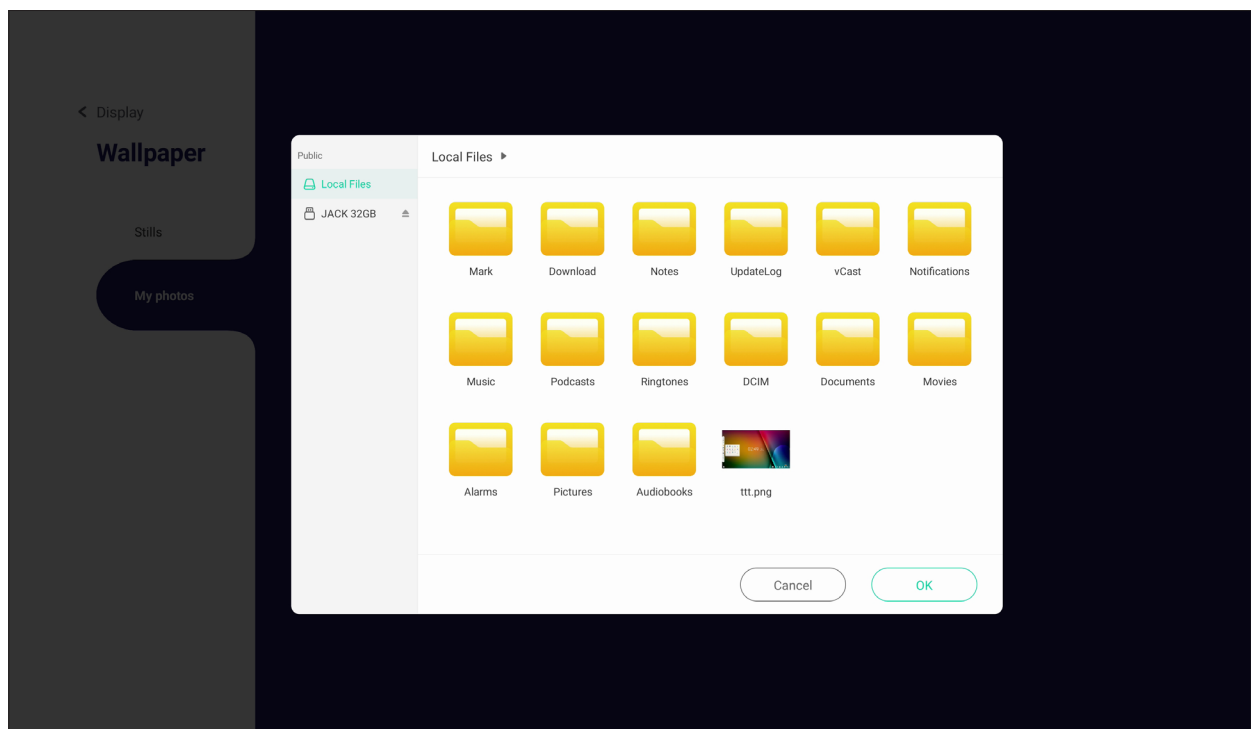 Display
Wallpaper
Stills
My photos
Public
Local Files
JACK 32GB
Local Files
Mark Download Notes UpdateLog vCast Notifications
Music Podcasts Ringtones DCIM Documents Movies
Alarms Pictures Audiobooks ttt.png
Cancel OK